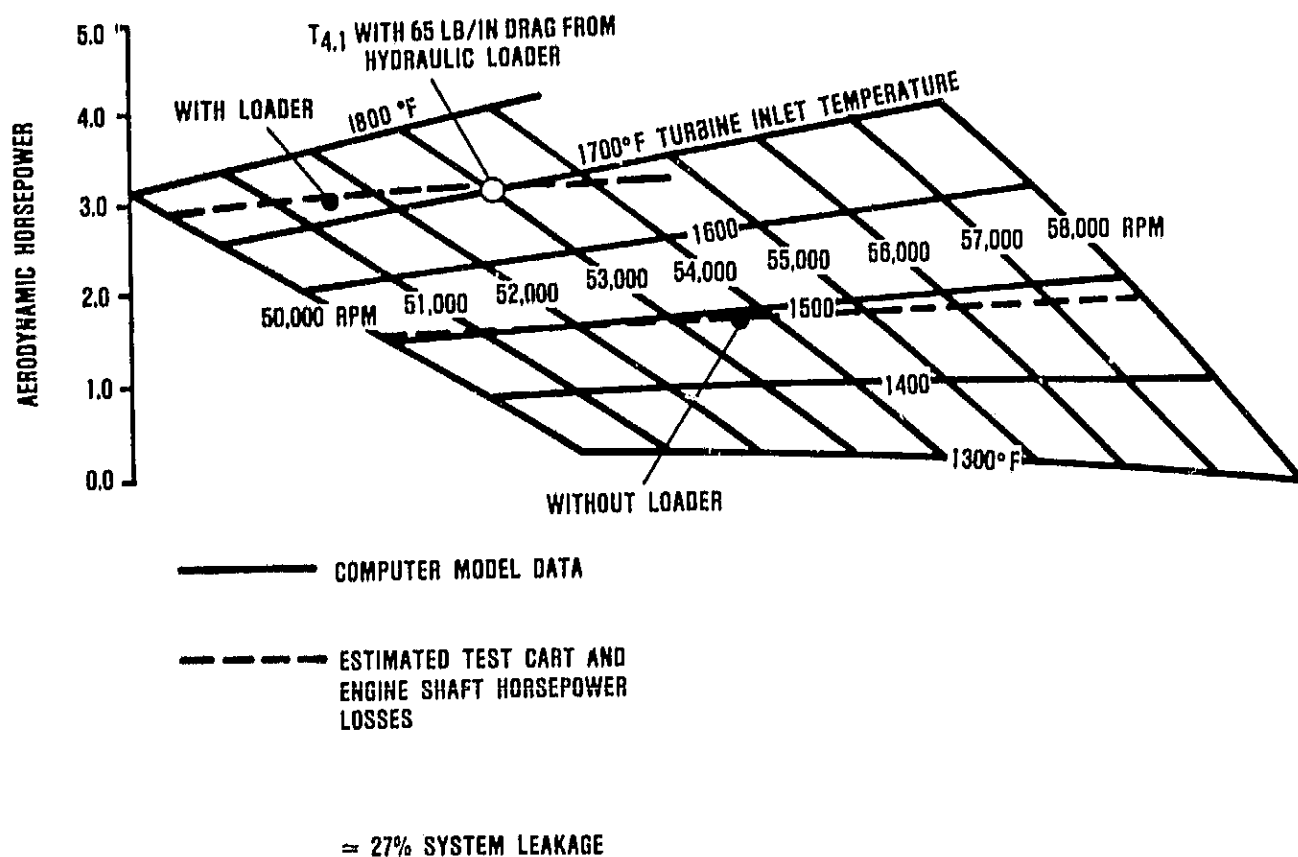 5.0
4.0
3.0
2.0
1.0
0.0
AERODYNAMIC HORSEPOWER
T4.1 WITH 65 LB/IN DRAG FROM
HYDRAULIC LOADER
WITH LOADER
1800 °F
1700°F TURBINE INLET TEMPERATURE
1600
1500
1400
1300°F
50,000 RPM
51,000
52,000
53,000
54,000
55,000
56,000
57,000
58,000 RPM
WITHOUT LOADER
COMPUTER MODEL DATA
ESTIMATED TEST CART AND
ENGINE SHAFT HORSEPOWER
LOSSES
≃ 27% SYSTEM LEAKAGE